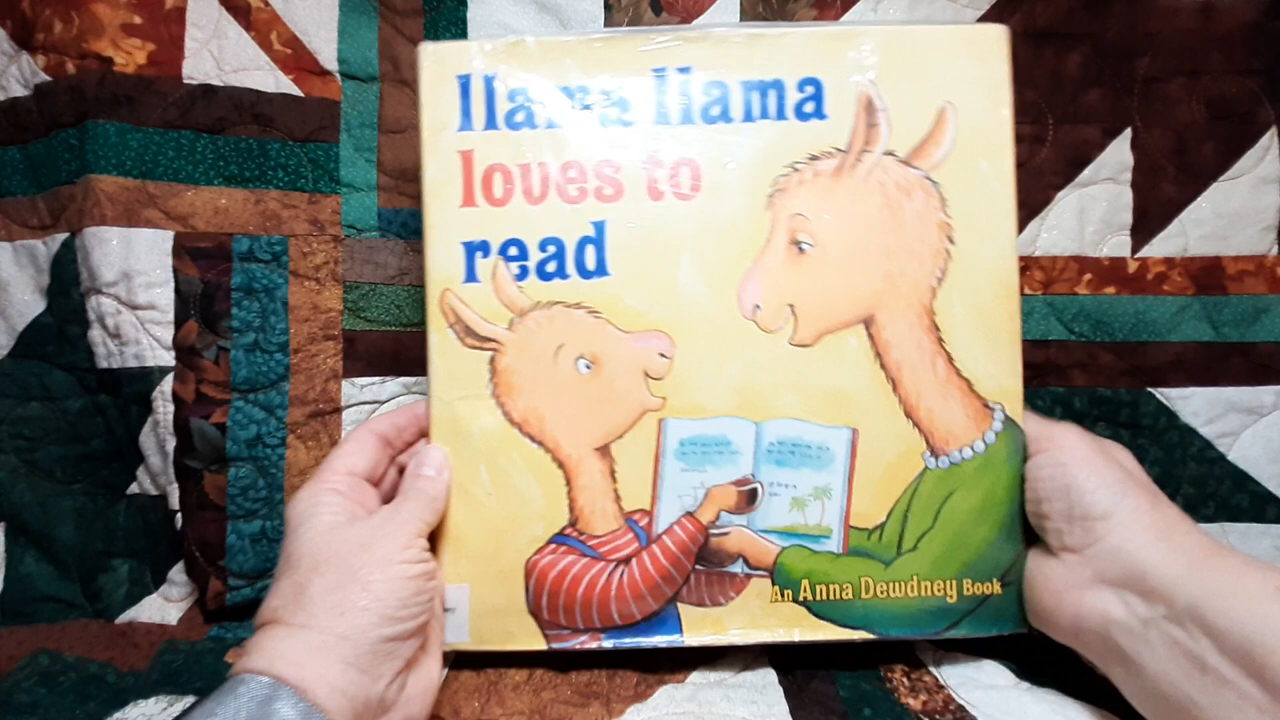 llama llama
loves to
read
An Anna Dewdney Book